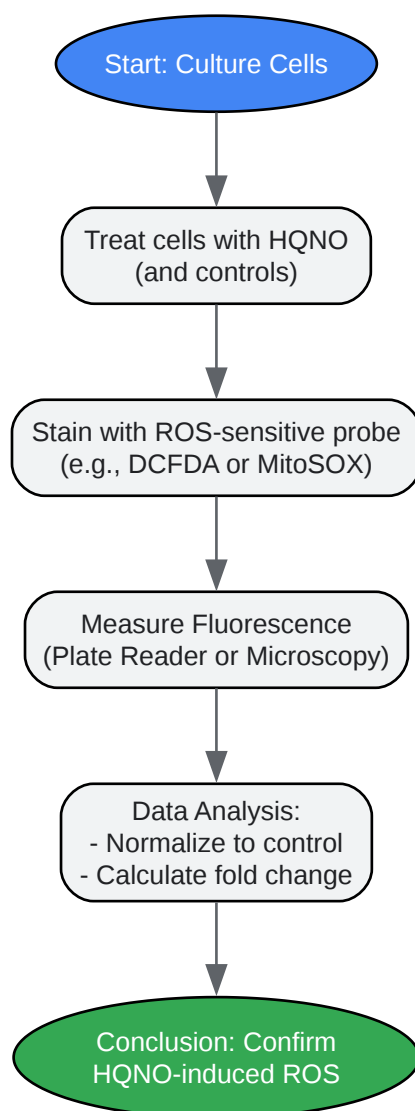 Start: Culture Cells
Treat cells with HQNO
(and controls)
Stain with ROS-sensitive probe
(e.g., DCFDA or MitoSOX)
Measure Fluorescence
(Plate Reader or Microscopy)
Data Analysis:
- Normalize to control
- Calculate fold change
Conclusion: Confirm
HQNO-induced ROS